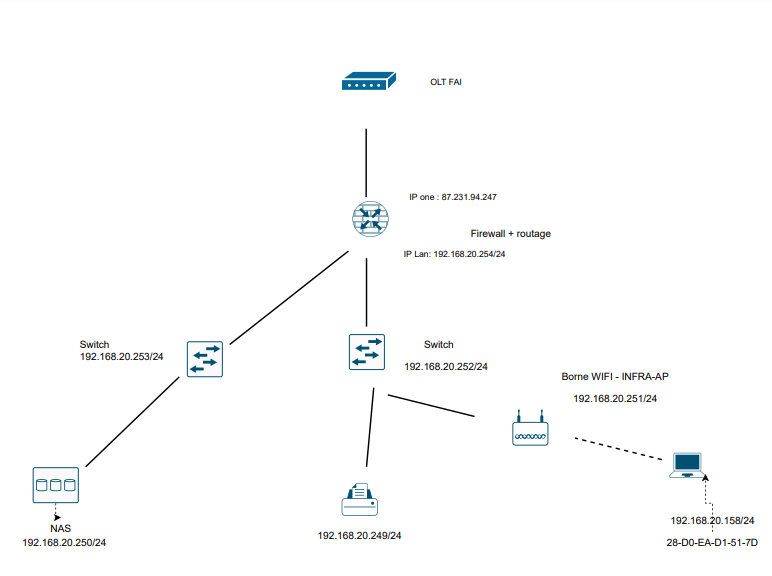 OLT FAI
IP one : 87.231.94.247
Firewall + routage
IP Lan: 192.168.20.254/24
Switch
192.168.20.253/24
Switch
192.168.20.252/24
Borne WIFI - INFRA-AP
192.168.20.251/24
NAS
192.168.20.250/24
192.168.20.249/24
192.168.20.158/24
28-D0-EA-D1-51-7D